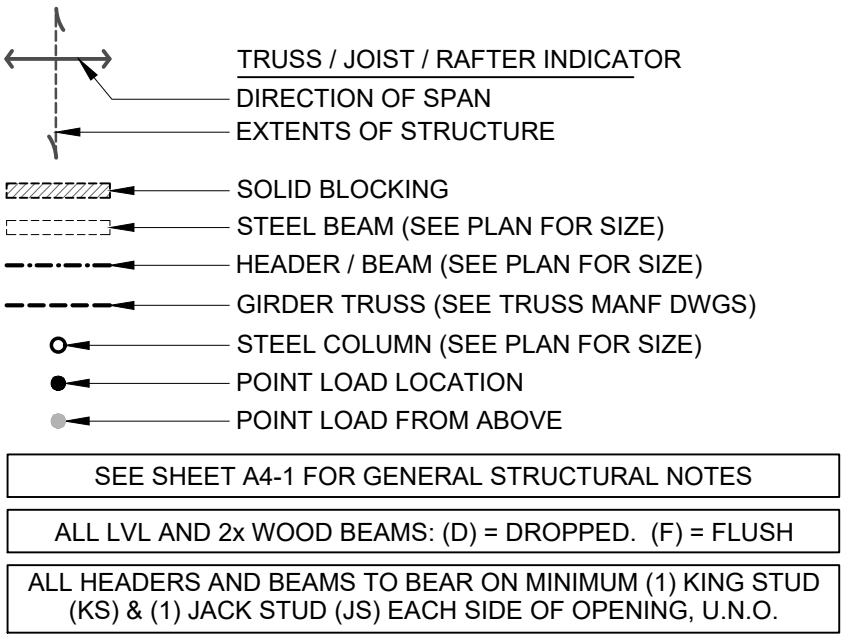 TRUSS / JOIST / RAFTER INDICATOR
DIRECTION OF SPAN
EXTENTS OF STRUCTURE
SOLID BLOCKING
STEEL BEAM (SEE PLAN FOR SIZE)
HEADER / BEAM (SEE PLAN FOR SIZE)
GIRDER TRUSS (SEE TRUSS MANF DWGS)
STEEL COLUMN (SEE PLAN FOR SIZE)
POINT LOAD LOCATION
POINT LOAD FROM ABOVE
SEE SHEET A4-1 FOR GENERAL STRUCTURAL NOTES
ALL LVL AND 2x WOOD BEAMS: (D) = DROPPED. (F) = FLUSH
ALL HEADERS AND BEAMS TO BEAR ON MINIMUM (1) KING STUD
(KS) & (1) JACK STUD (JS) EACH SIDE OF OPENING, U.N.O.